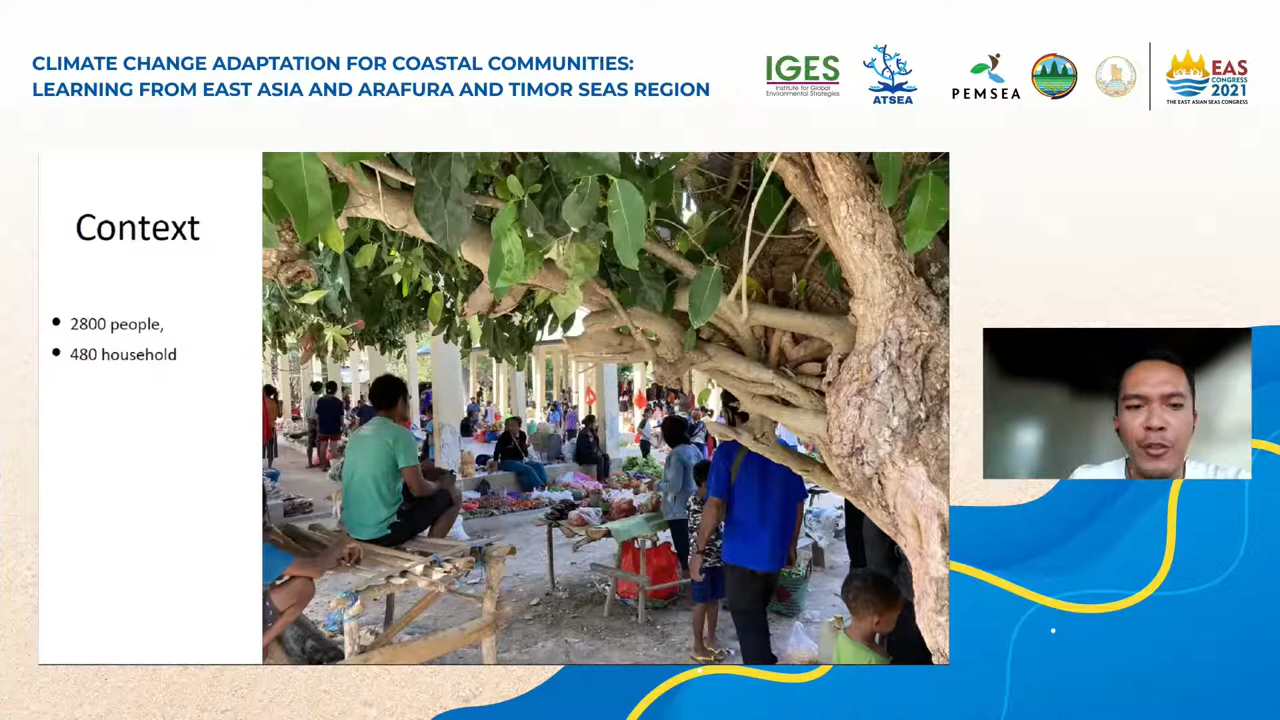 CLIMATE CHANGE ADAPTATION FOR COASTAL COMMUNITIES:
LEARNING FROM EAST ASIA AND ARAFURA AND TIMOR SEAS REGION
IGES
Institute for Global
Environmental Strategies
ATSEA
PEMSEA
EAS
CONGRESS
2021
THE EAST ASIAN SEAS CONGRESS
Context
• 2800 people,
• 480 household